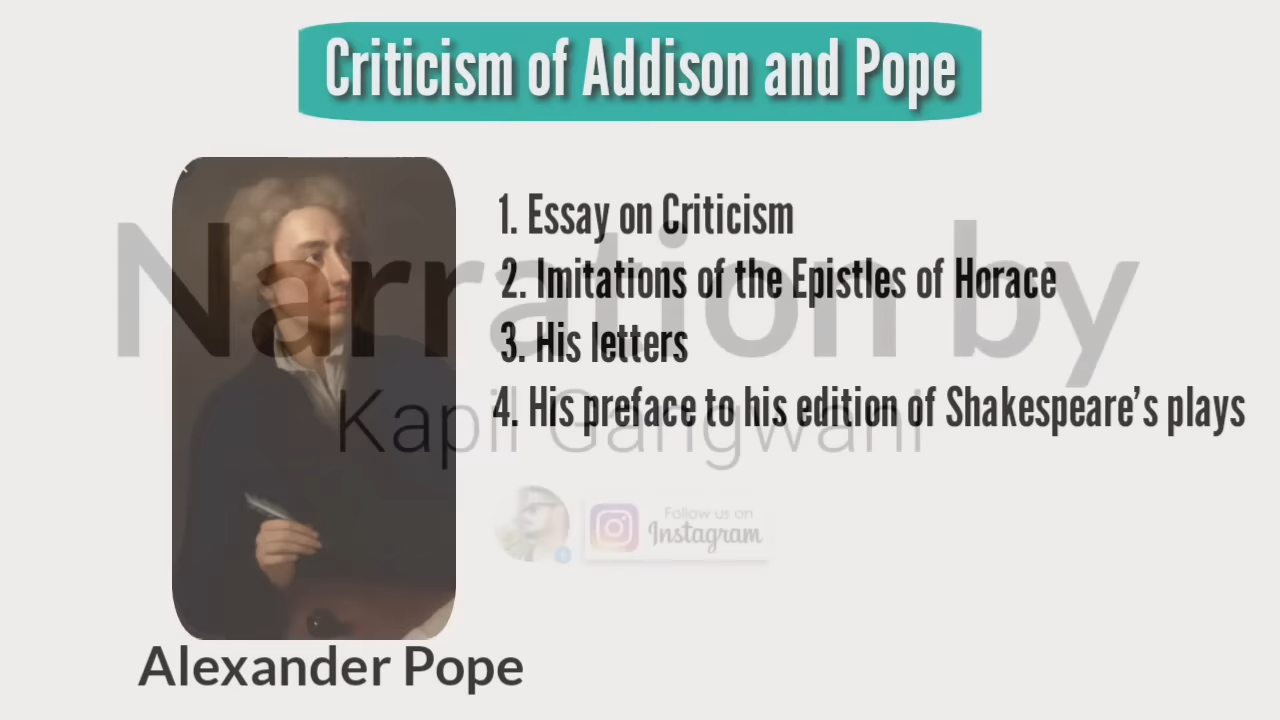 Criticism of Addison and Pope
1. Essay on Criticism
2. Imitations of the Epistles of Horace
3. His letters
4. His preface to his edition of Shakespeare's plays
Narration by
Kapil Gangwani
Follow us on
Instagram
Alexander Pope